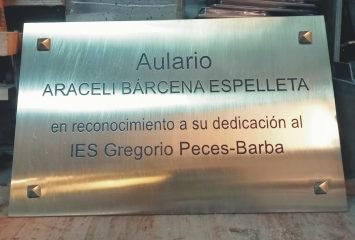 Aulario
ARACELI BÁRCENA ESPELLETA
en reconocimiento a su dedicación al
IES Gregorio Peces-Barba